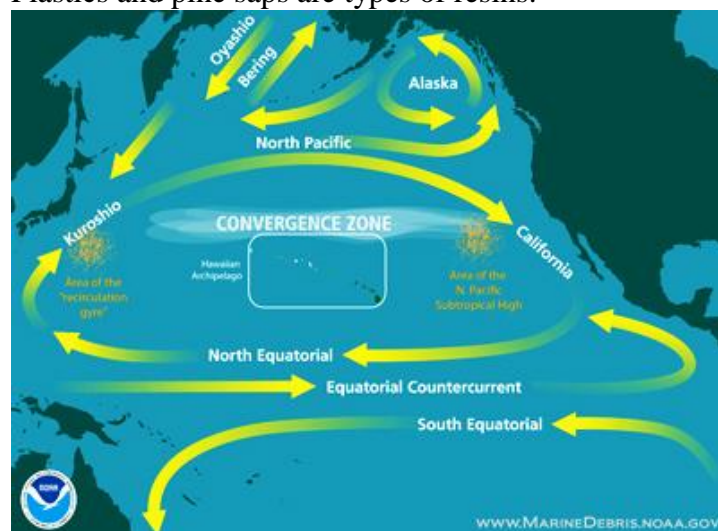 Plastics and pine saps are types of resins.
Oyashio
Bering
Alaska
North Pacific
Kuroshio
CONVERGENCE ZONE
California
Hawaiian
Archipelago
Area of the
"recirculation
gyre"
Area of the
N. Pacific
Subtropical High
North Equatorial
Equatorial Countercurrent
South Equatorial
NOAA
WWW.MARINEDEBRIS.NOAA.GOV